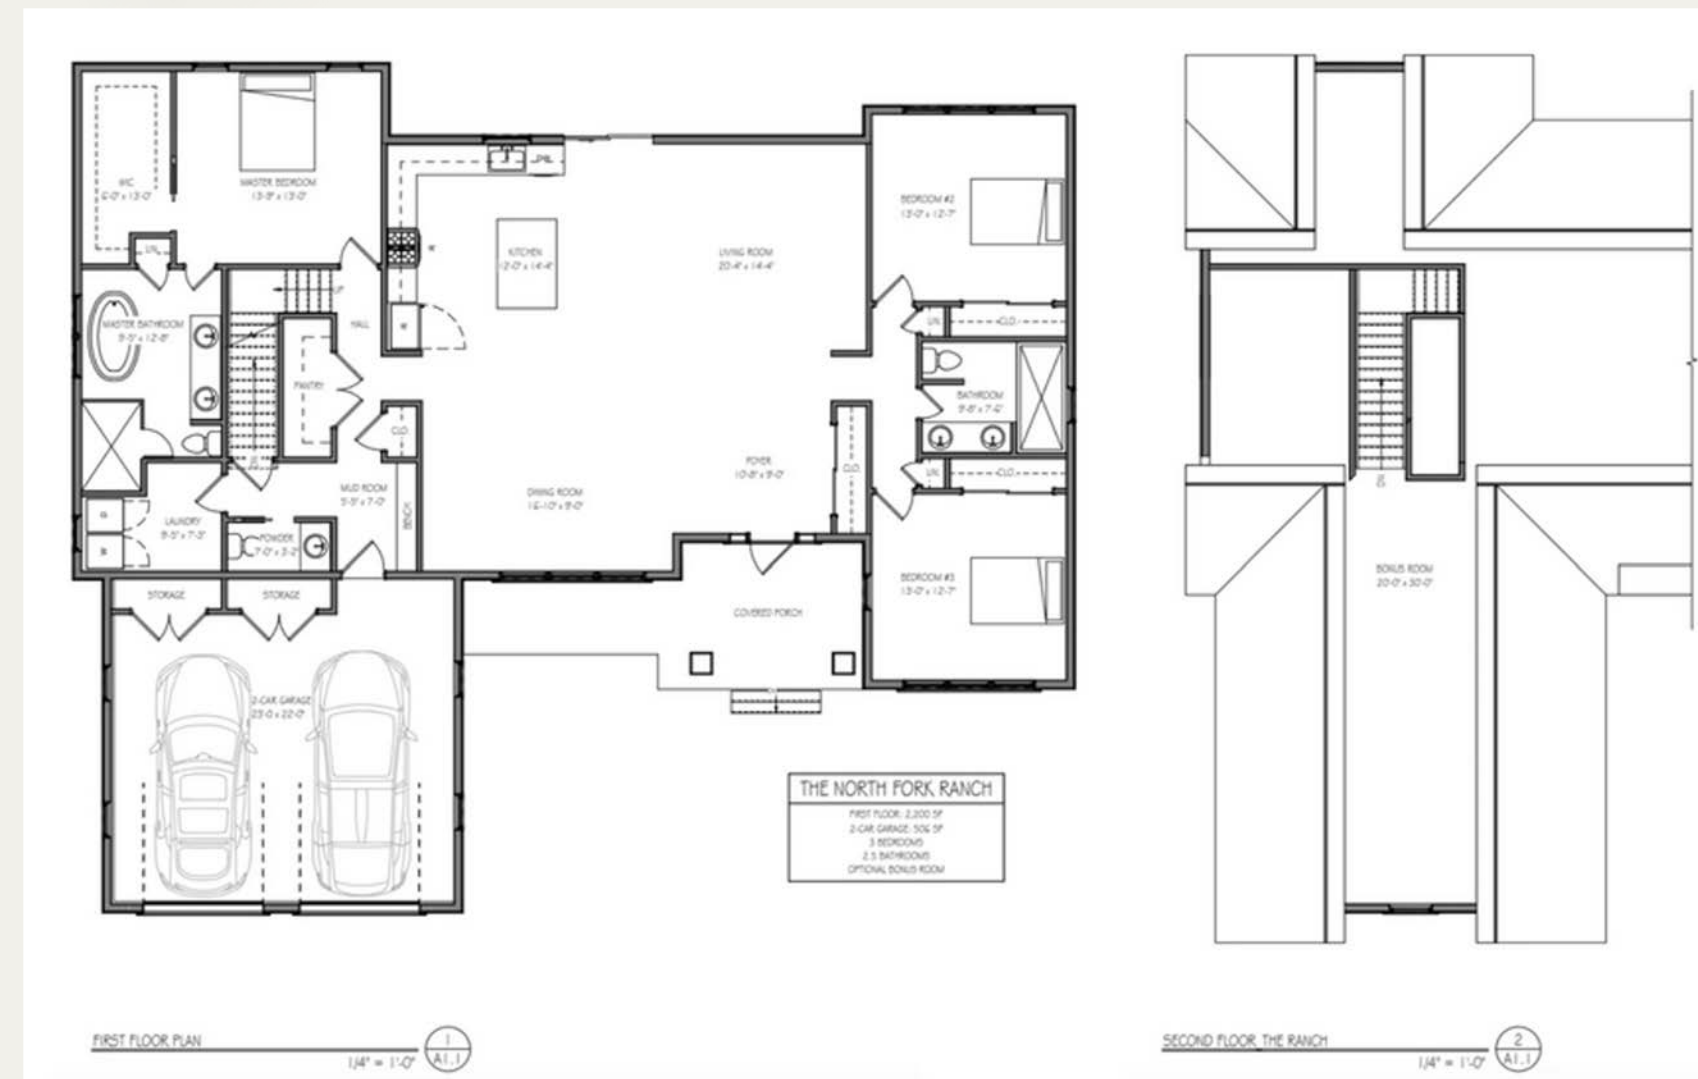 WIC
6'-0" x 13'-0"
MASTER BEDROOM
13'-9" x 13'-0"
LIN.
MASTER BATHROOM
9'-5" x 12'-8"
UP
HALL
PANTRY
CLO.
KITCHEN
12'-0" x 14'-4"
DW
LIVING ROOM
20'-4" x 14'-4"
BEDROOM #2
13'-0" x 12'-7"
LIN.
CLO.
BATHROOM
9'-8" x 7'-6"
LIN.
CLO.
CLO.
FOYER
10'-8" x 9'-0"
DINING ROOM
16'-10" x 9'-0"
MUD ROOM
5'-5" x 7'-0"
BENCH
LAUNDRY
9'-5" x 7'-3"
POWDER
7'-0" x 3'-2"
BEDROOM #3
13'-0" x 12'-7"
STORAGE
STORAGE
COVERED PORCH
2-CAR GARAGE
23'-0 x 22'-0"
THE NORTH FORK RANCH
FIRST FLOOR: 2,200 SF
2-CAR GARAGE: 506 SF
3 BEDROOMS
2.5 BATHROOMS
OPTIONAL BONUS ROOM
FIRST FLOOR PLAN
1/4" = 1'-0"
1
A1.1
DN
BONUS ROOM
20'-0" x 30'-0"
SECOND FLOOR_THE RANCH
1/4" = 1'-0"
2
A1.1